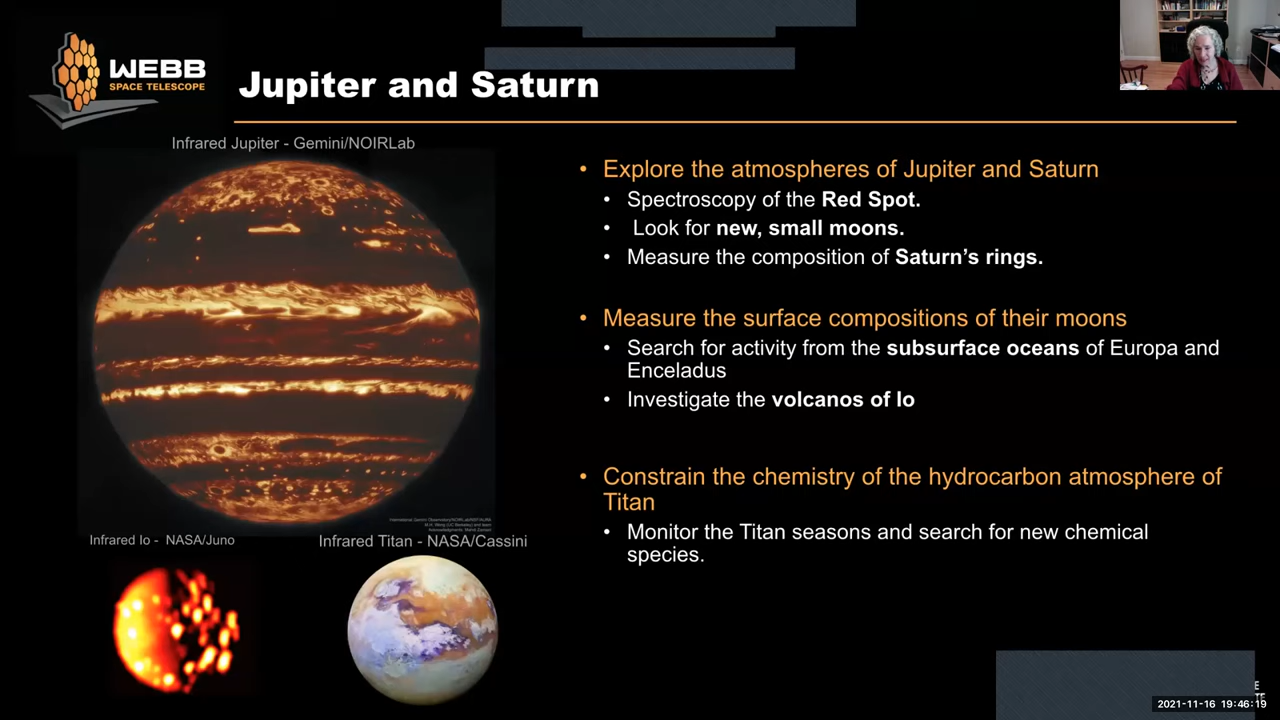 WEBB
SPACE TELESCOPE
Jupiter and Saturn
Infrared Jupiter - Gemini/NOIRLab
• Explore the atmospheres of Jupiter and Saturn
• Spectroscopy of the Red Spot.
• Look for new, small moons.
• Measure the composition of Saturn’s rings.
• Measure the surface compositions of their moons
• Search for activity from the subsurface oceans of Europa and
Enceladus
• Investigate the volcanos of Io
• Constrain the chemistry of the hydrocarbon atmosphere of
Titan
• Monitor the Titan seasons and search for new chemical
species.
Infrared Io - NASA/Juno
Infrared Titan - NASA/Cassini
2021-11-16 19:46:19